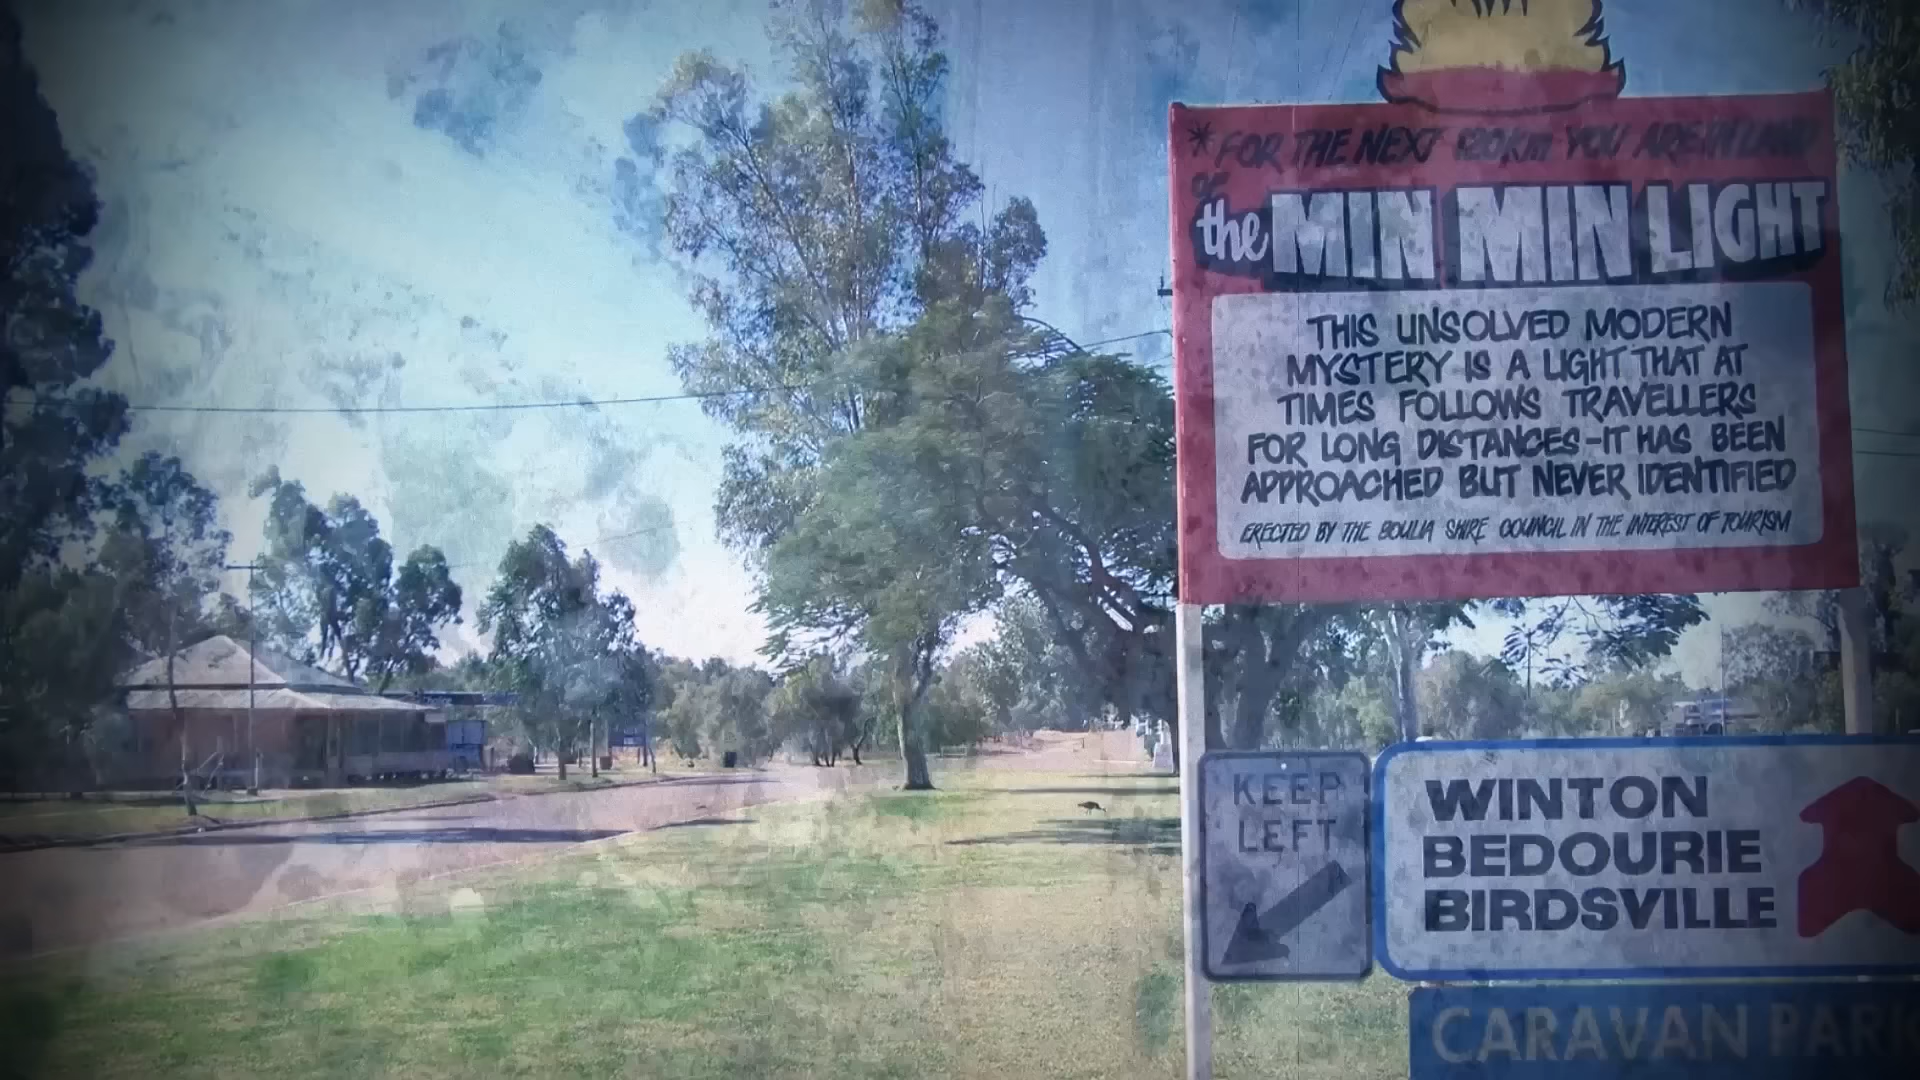 *FOR THE NEXT 120KM YOU ARE IN LAND
OF
the MIN MIN LIGHT
THIS UNSOLVED MODERN
MYSTERY IS A LIGHT THAT AT
TIMES FOLLOWS TRAVELLERS
FOR LONG DISTANCES-IT HAS BEEN
APPROACHED BUT NEVER IDENTIFIED
ERECTED BY THE BOULIA SHIRE COUNCIL IN THE INTEREST OF TOURISM
KEEP
LEFT
WINTON
BEDOURIE
BIRDSVILLE
CARAVAN PARK